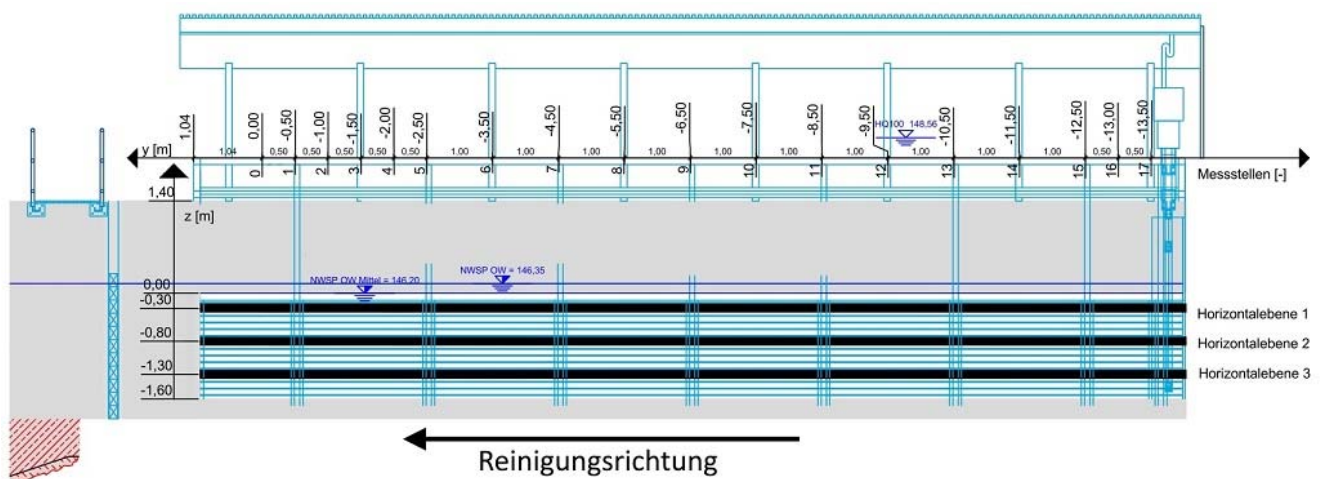 1,04
0,00
-0,50
-1,00
-1,50
-2,00
-2,50
-3,50
-4,50
-5,50
-6,50
-7,50
-8,50
-9,50
HQ100 148,56
-10,50
-11,50
-12,50
-13,00
-13,50
y [m]
1,04 0,50 0,50 0,50 0,50 0,50 1,00 1,00 1,00 1,00 1,00 1,00 1,00 1,00 1,00 1,00 0,50 0,50
0 1 2 3 4 5 6 7 8 9 10 11 12 13 14 15 16 17
Messstellen [-]
1,40
z [m]
NWSP OW Mittel = 146,20
NWSP OW = 146,35
0,00
-0,30
Horizontalebene 1
-0,80
Horizontalebene 2
-1,30
Horizontalebene 3
-1,60
Reinigungsrichtung